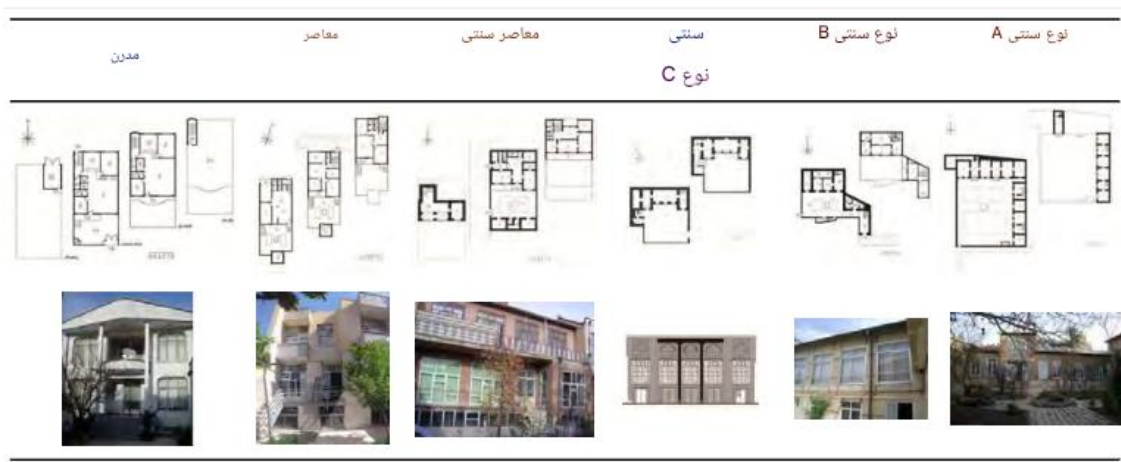 نوع سنتی A
نوع سنتی B
سنتی
نوع C
معاصر سنتی
معاصر
مدرن